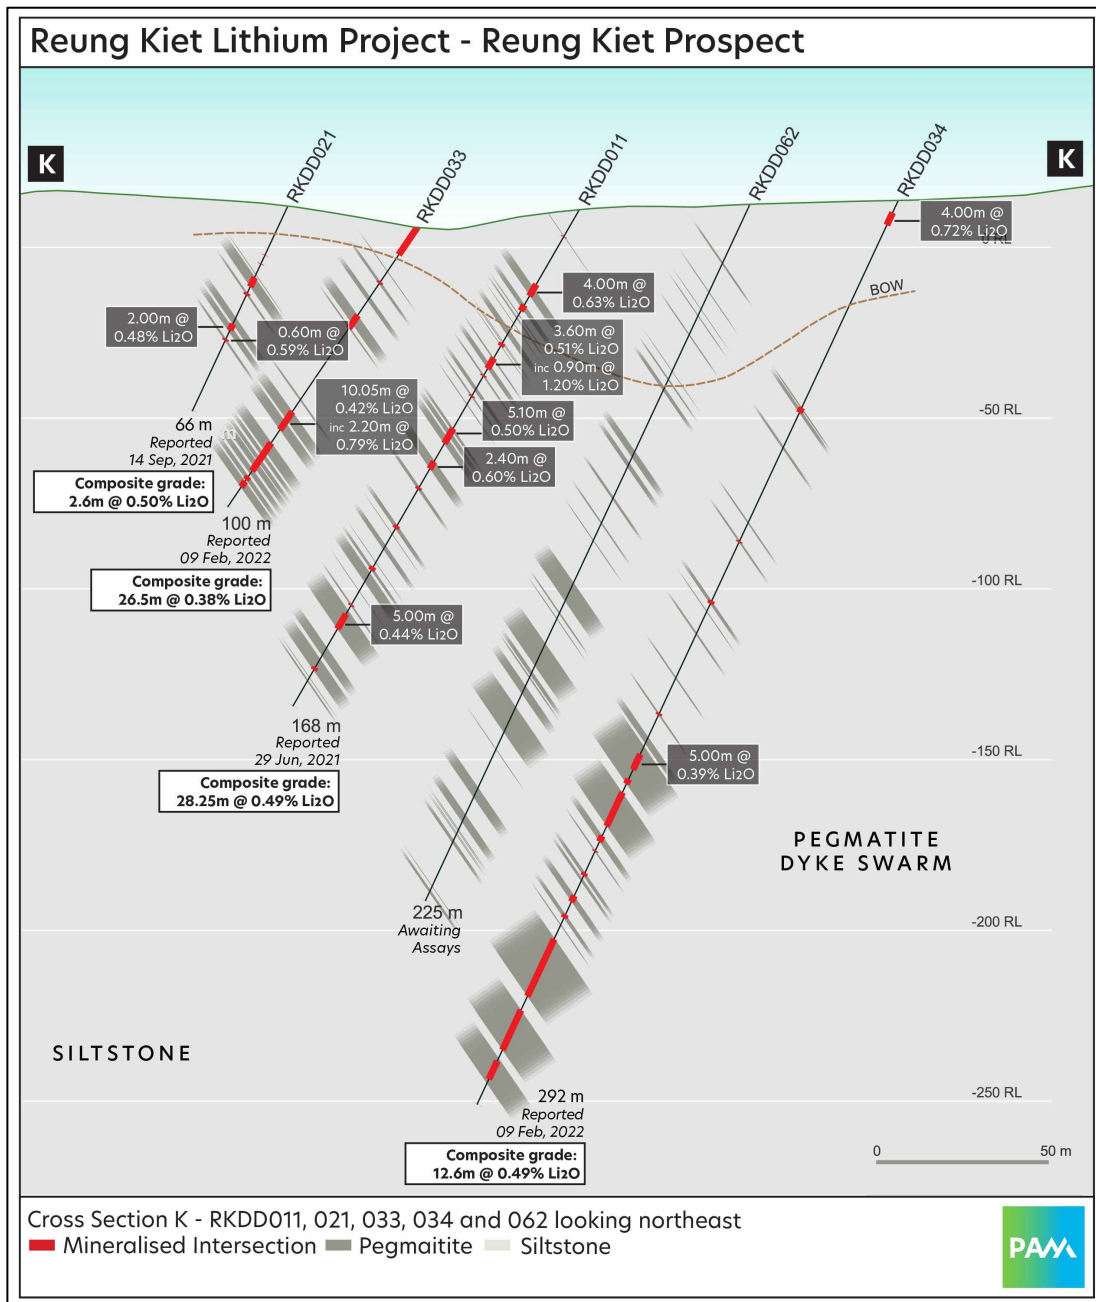 Reung Kiet Lithium Project - Reung Kiet Prospect
K
K
RKDD021
RKDD033
RKDD011
RKDD062
RKDD034
4.00m @
0.72% Li2O
0 RL
BOW
4.00m @
0.63% Li2O
2.00m @
0.48% Li2O
0.60m @
0.59% Li2O
3.60m @
0.51% Li2O
inc 0.90m @
1.20% Li2O
10.05m @
0.42% Li2O
inc 2.20m @
0.79% Li2O
5.10m @
0.50% Li2O
-50 RL
66 m
Reported
14 Sep, 2021
Composite grade:
2.6m @ 0.50% Li2O
2.40m @
0.60% Li2O
100 m
Reported
09 Feb, 2022
Composite grade:
26.5m @ 0.38% Li2O
-100 RL
5.00m @
0.44% Li2O
168 m
Reported
29 Jun, 2021
Composite grade:
28.25m @ 0.49% Li2O
-150 RL
5.00m @
0.39% Li2O
PEGMATITE
DYKE SWARM
225 m
Awaiting
Assays
-200 RL
SILTSTONE
-250 RL
292 m
Reported
09 Feb, 2022
Composite grade:
12.6m @ 0.49% Li2O
0 50 m
Cross Section K - RKDD011, 021, 033, 034 and 062 looking northeast
Mineralised Intersection Pegmaitite Siltstone
PAM